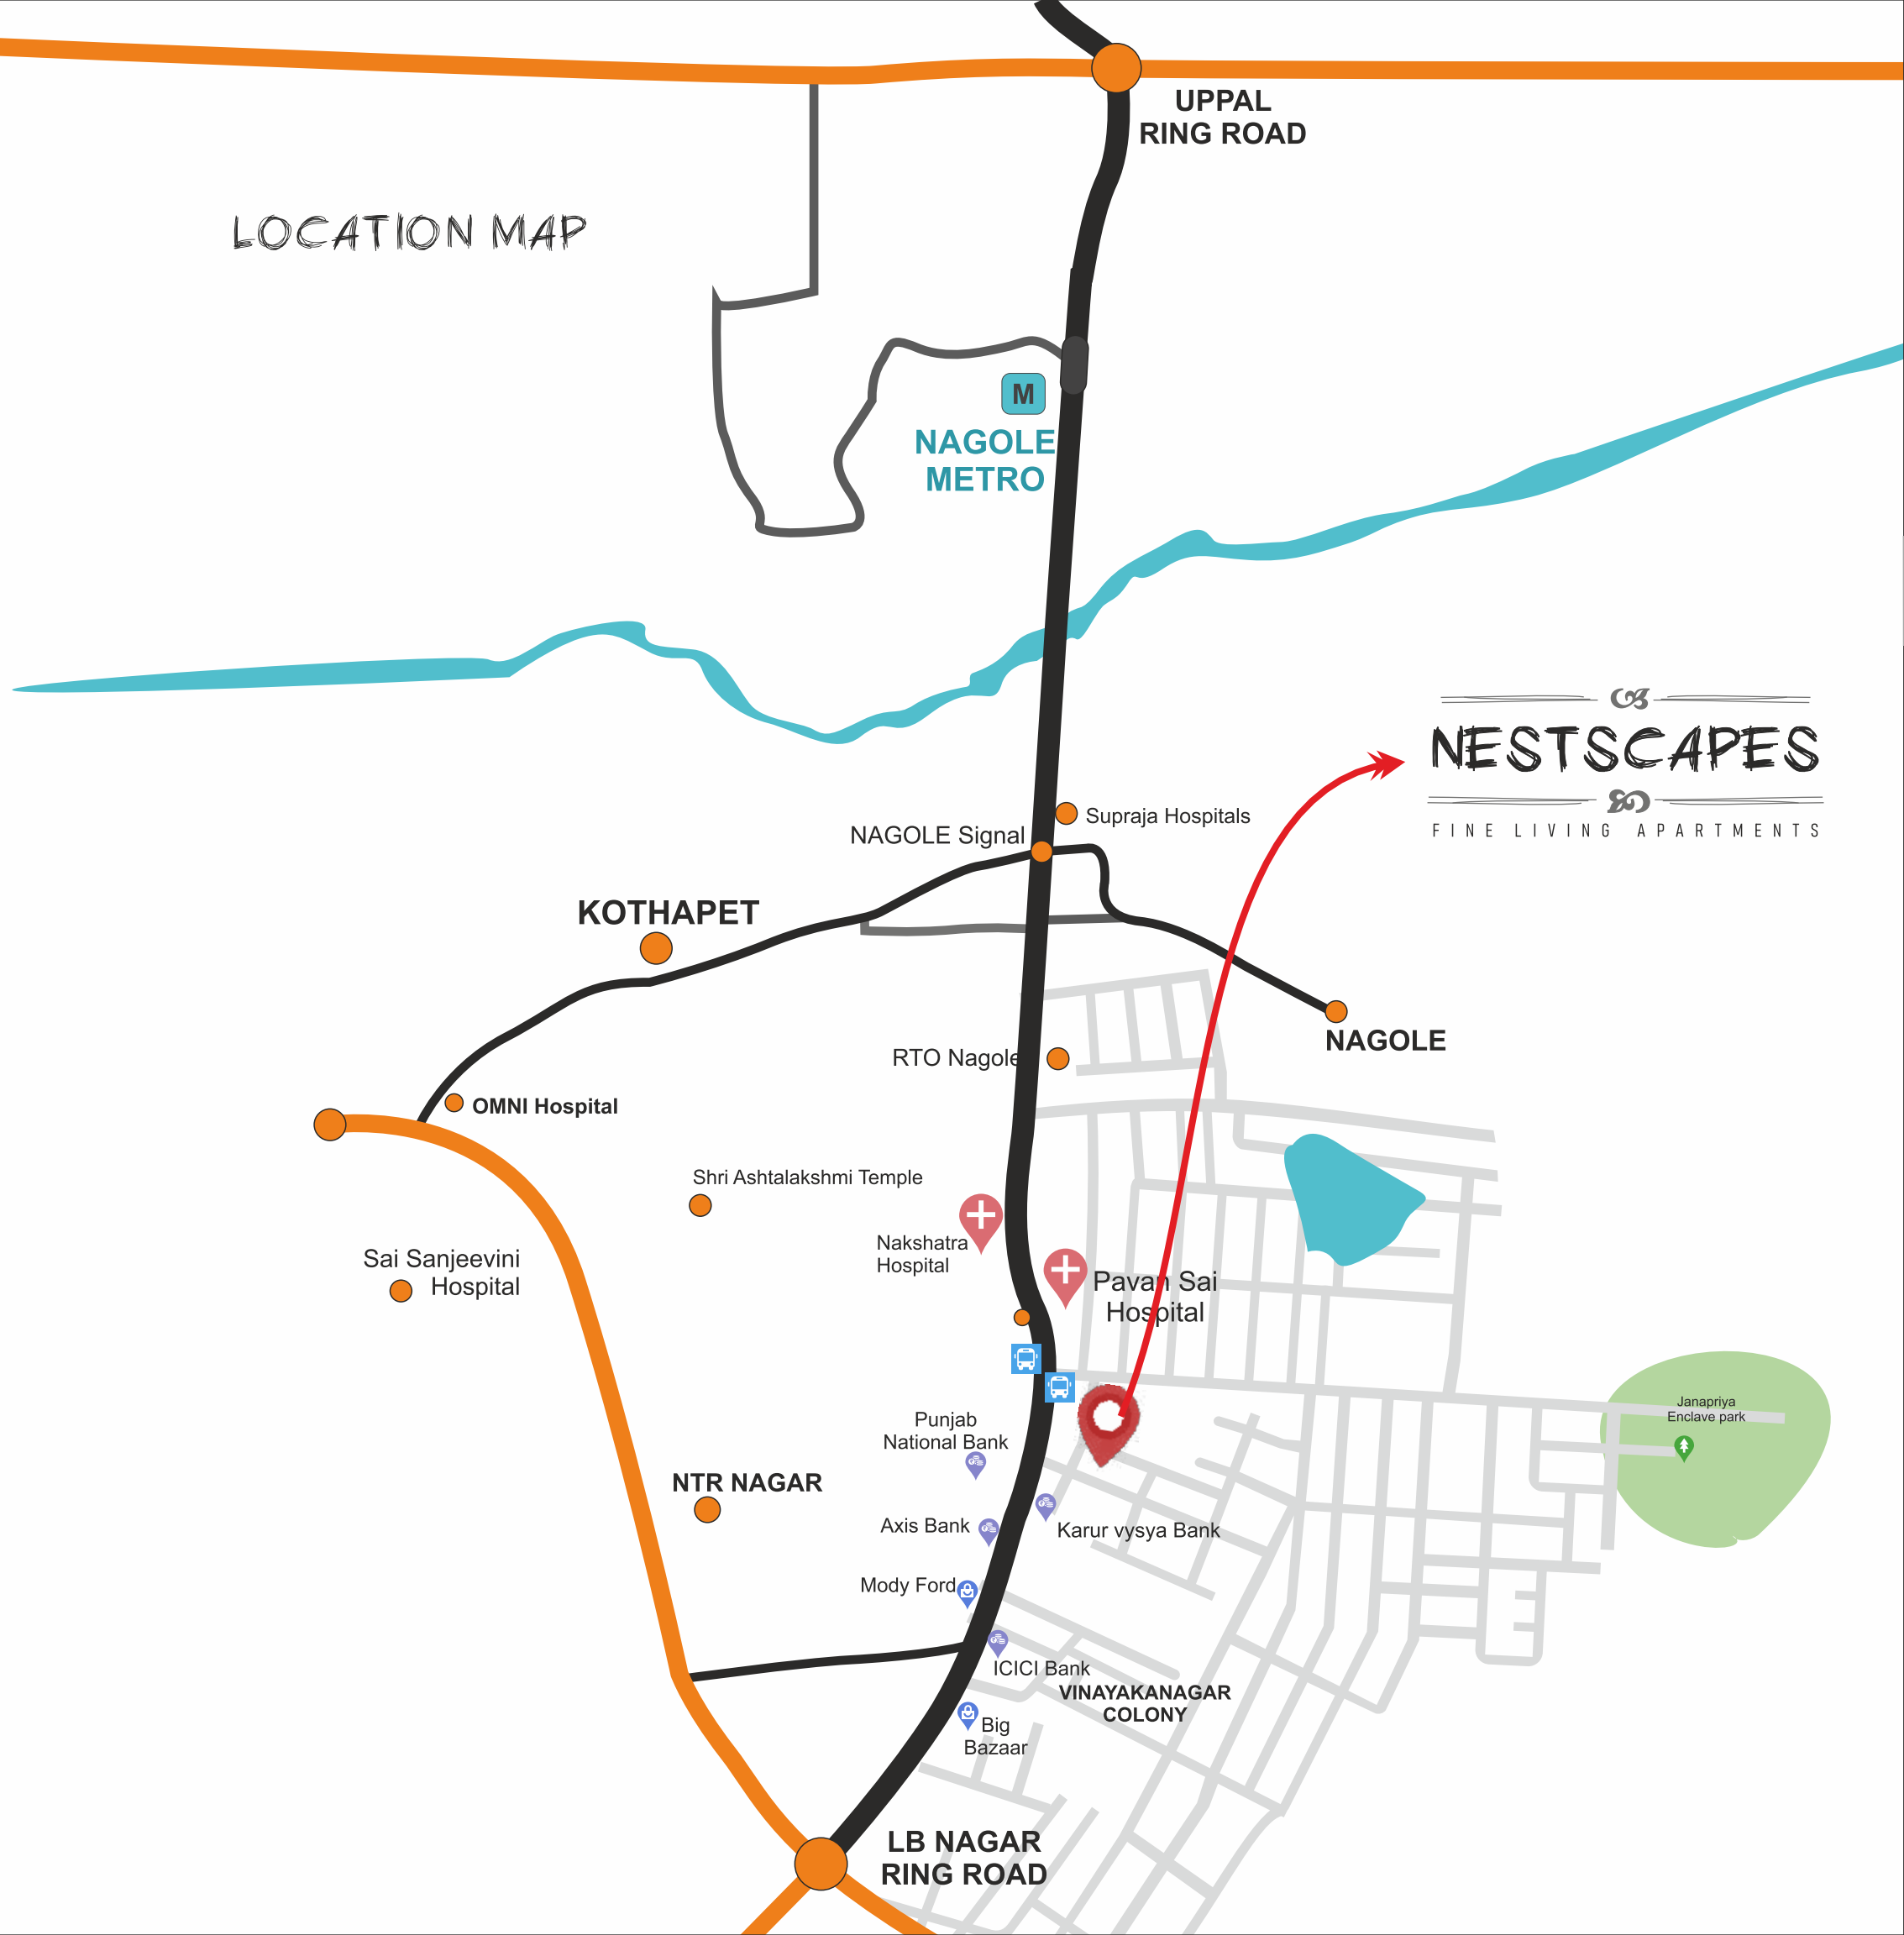 UPPAL
RING ROAD
LOCATION MAP
M
NAGOLE
METRO
NESTSCAPES
FINE LIVING APARTMENTS
Supraja Hospitals
NAGOLE Signal
KOTHAPET
NAGOLE
RTO Nagole
OMNI Hospital
Shri Ashtalakshmi Temple
Nakshatra
Hospital
Sai Sanjeevini
Hospital
Pavan Sai
Hospital
Janapriya
Enclave park
Punjab
National Bank
NTR NAGAR
Axis Bank
Karur vysya Bank
Mody Ford
ICICI Bank
VINAYAKANAGAR
COLONY
Big
Bazaar
LB NAGAR
RING ROAD